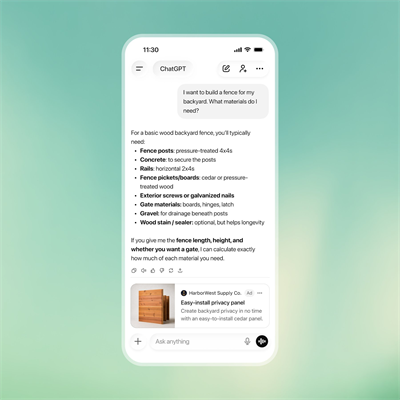 11:30
ChatGPT
I want to build a fence for my
backyard. What materials do I
need?
For a basic wood backyard fence, you'll typically
need:
• Fence posts: pressure-treated 4x4s
• Concrete: to secure the posts
• Rails: horizontal 2x4s
• Fence pickets/boards: cedar or pressure-
treated wood
• Exterior screws or galvanized nails
• Gate materials: boards, hinges, latch
• Gravel: for drainage beneath posts
• Wood stain / sealer: optional, but helps longevity
If you give me the fence length, height, and
whether you want a gate, I can calculate exactly
how much of each material you need.
HarborWest Supply Co. Ad
Easy-install privacy panel
Create backyard privacy in no time
with an easy-to-install cedar panel.
Ask anything